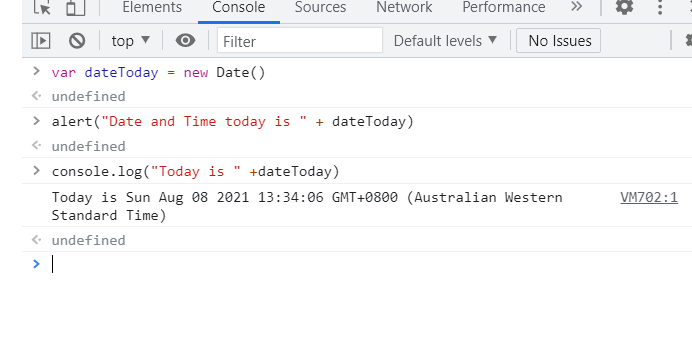 Elements Console Sources Network Performance
top Filter Default levels No Issues
var dateToday = new Date()
undefined
alert("Date and Time today is " + dateToday)
undefined
console.log("Today is " +dateToday)
Today is Sun Aug 08 2021 13:34:06 GMT+0800 (Australian Western VM702:1
Standard Time)
undefined